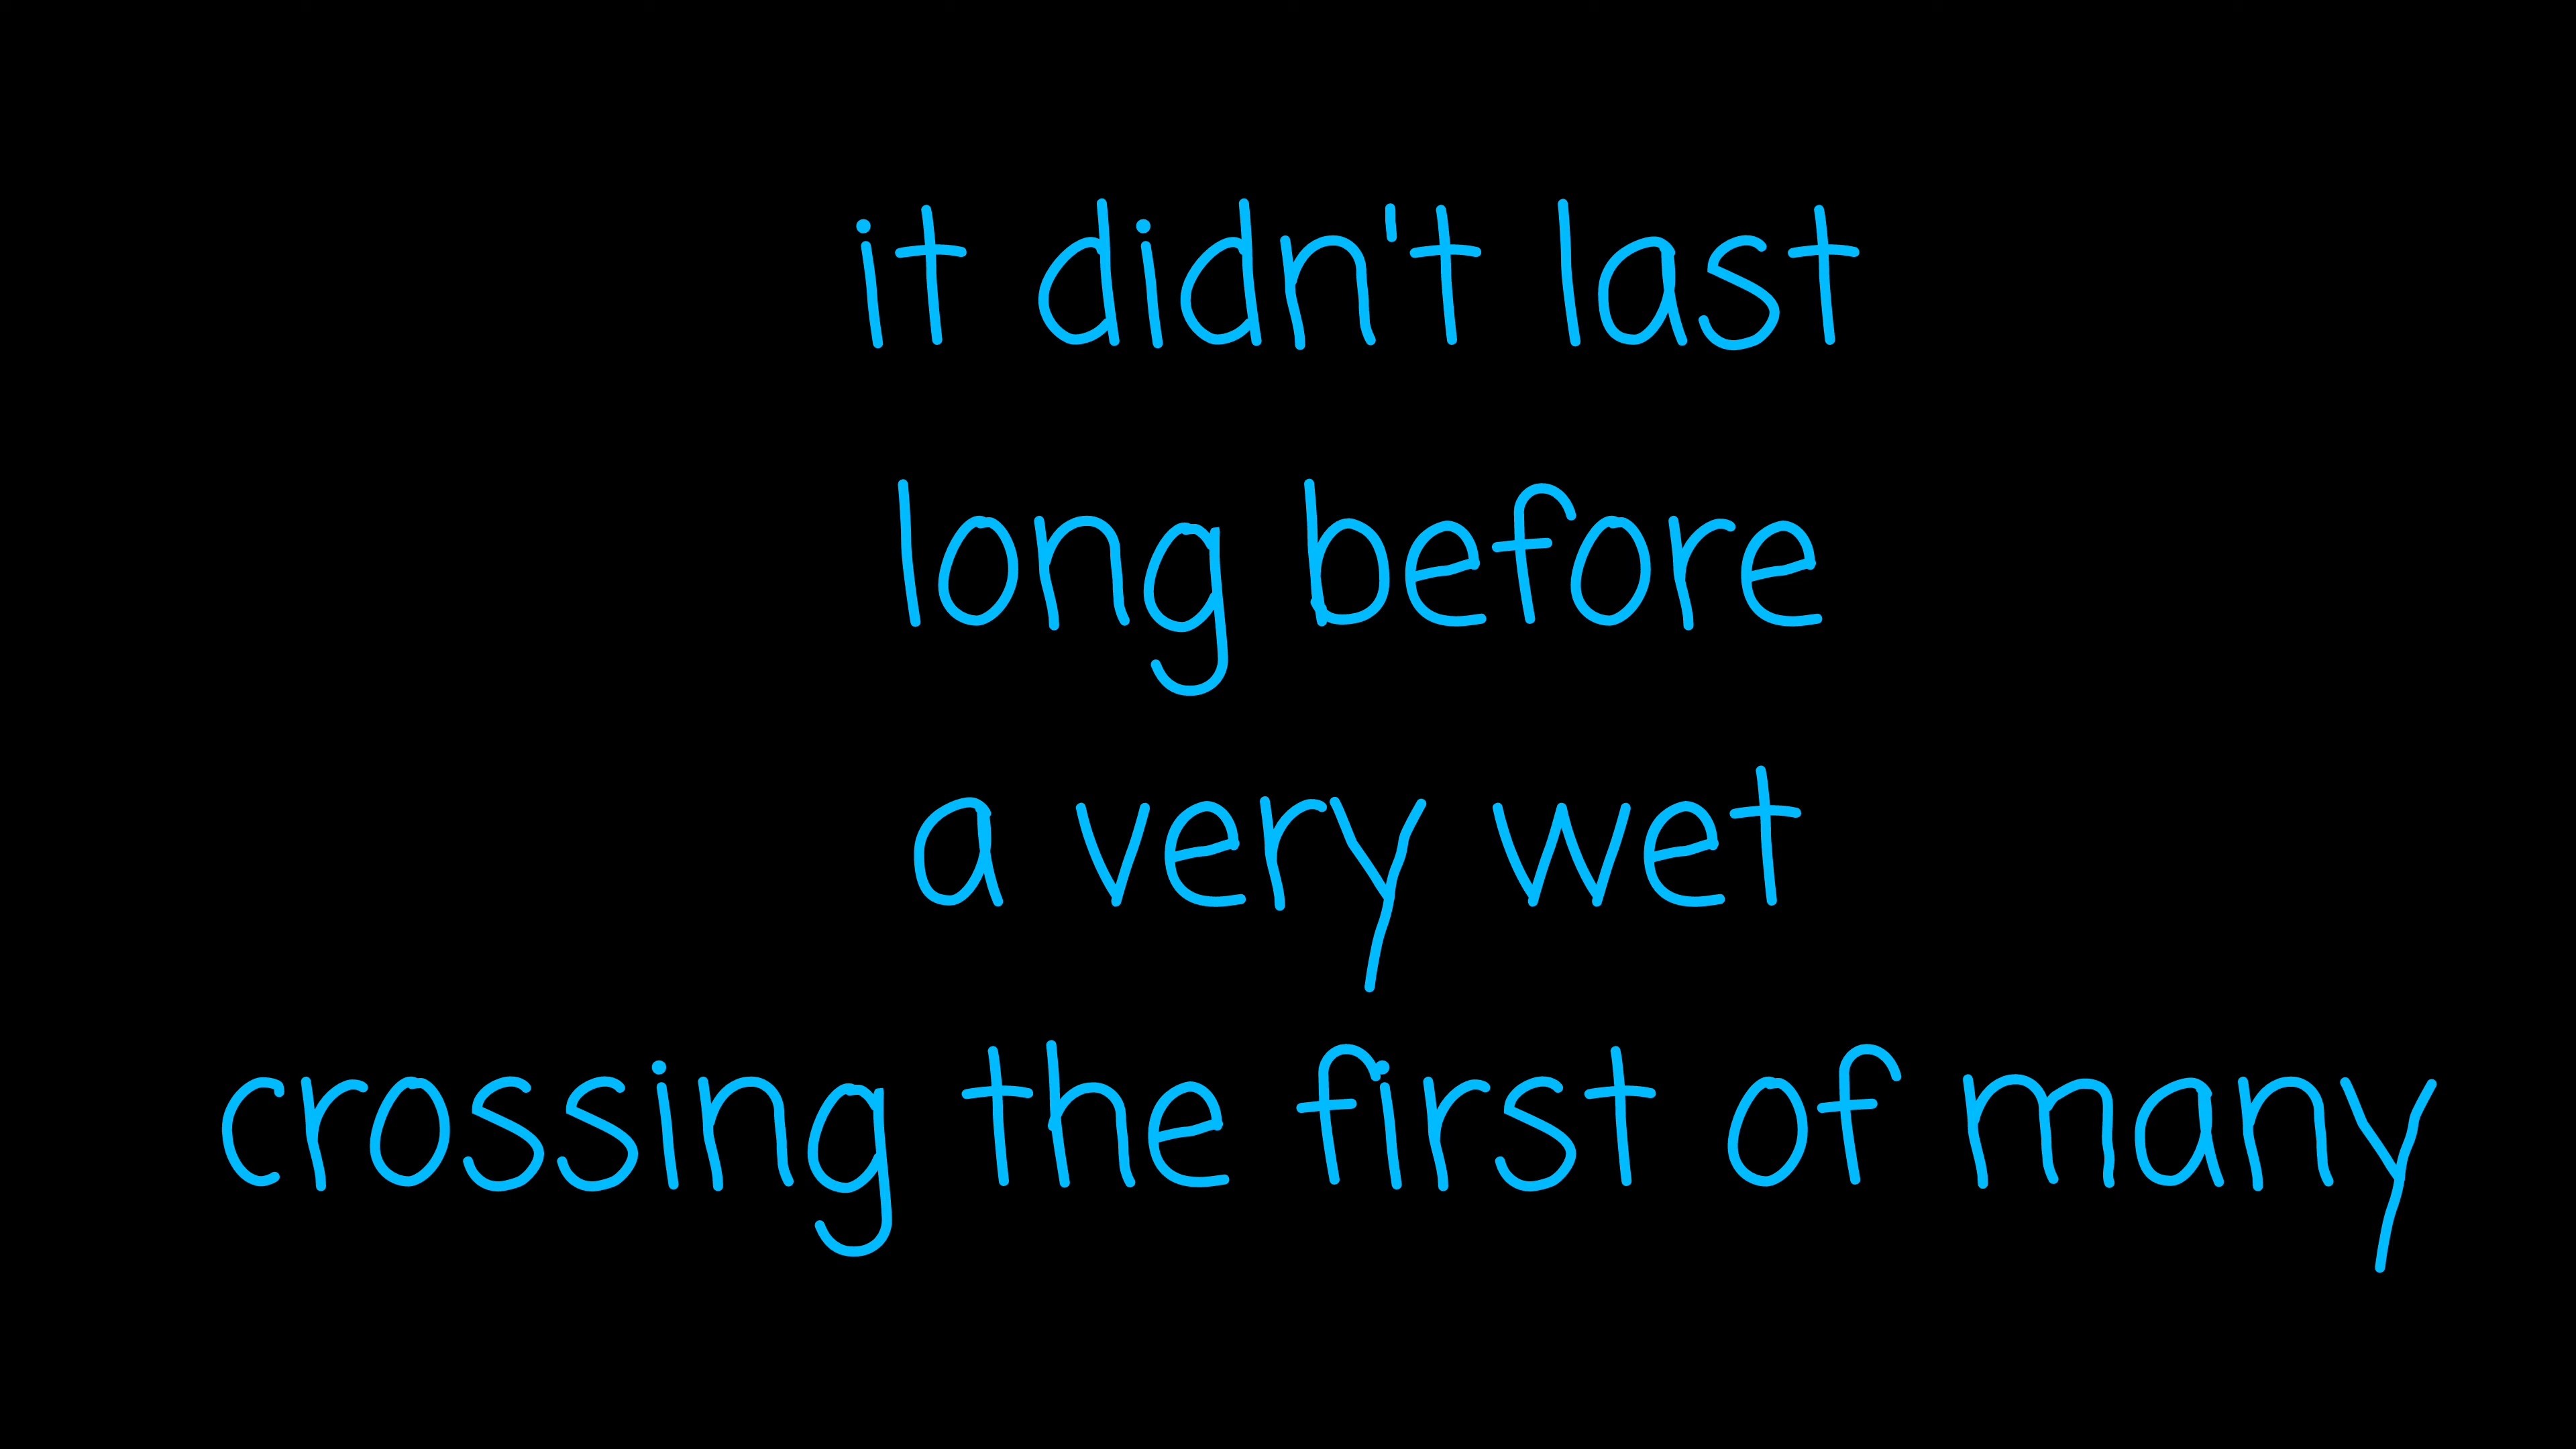 it didn't last
long before
a very wet
crossing the first of many